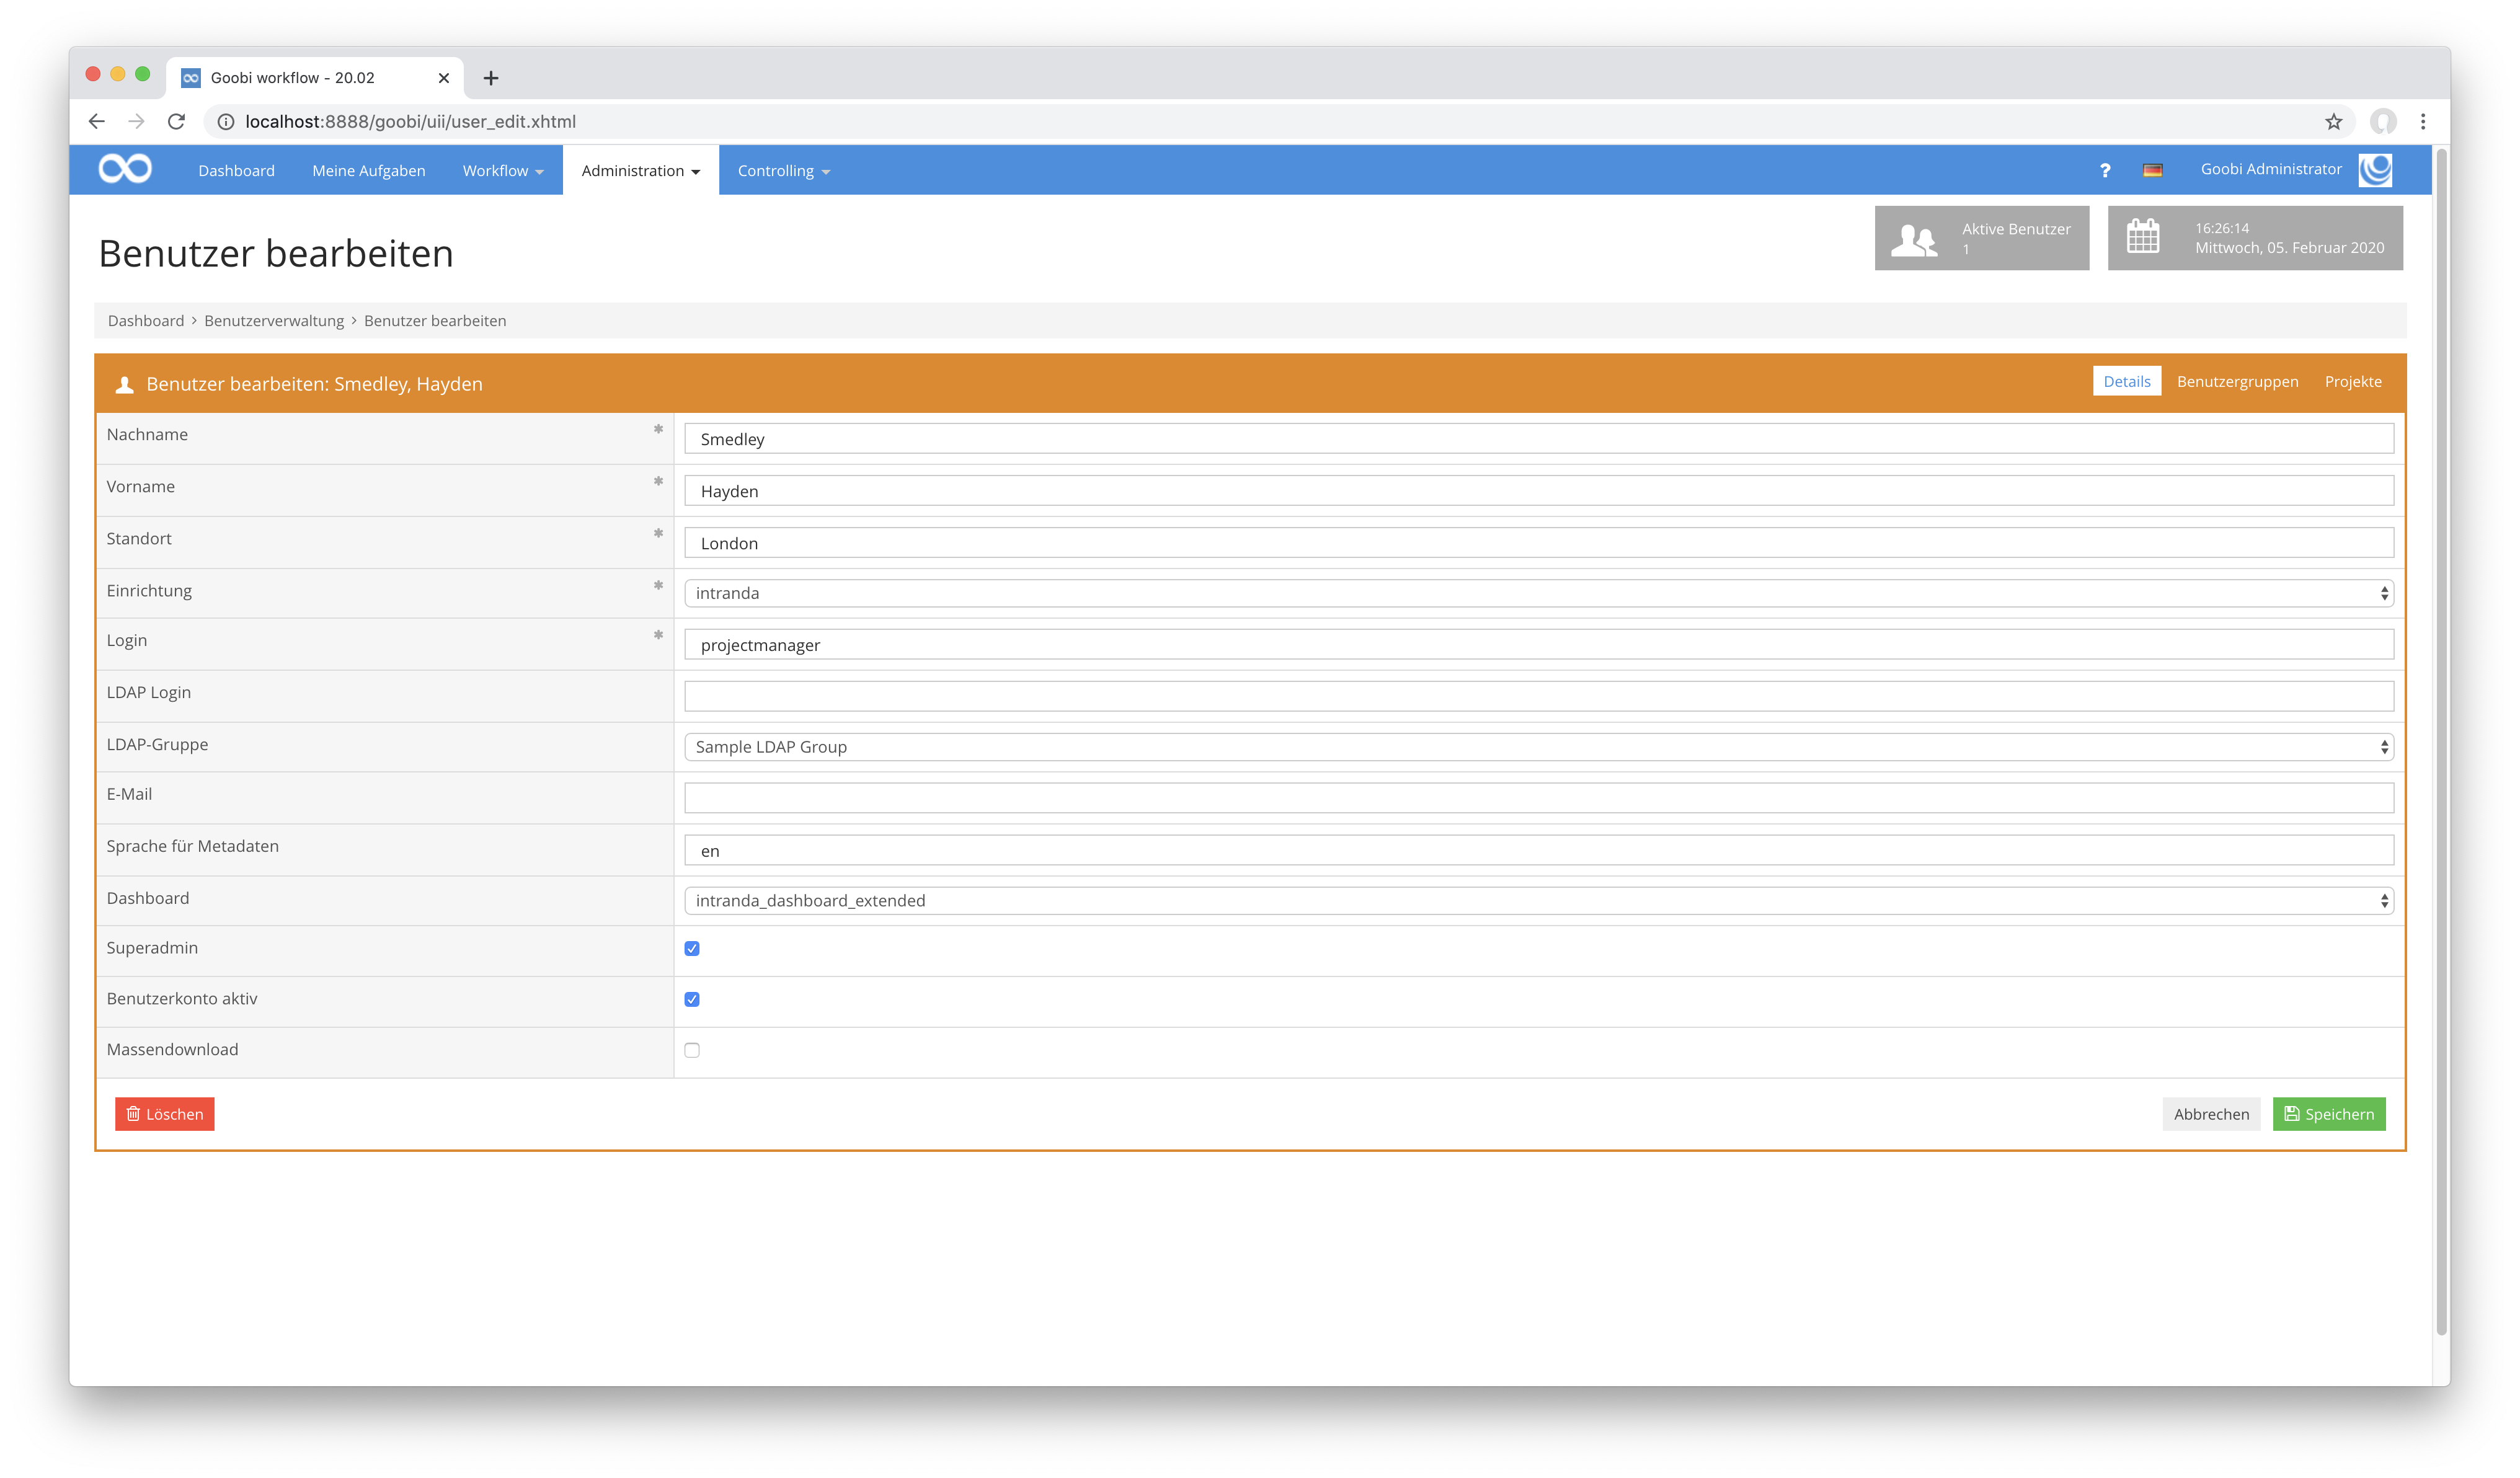 Goobi workflow - 20.02
localhost:8888/goobi/uii/user_edit.xhtml
Dashboard Meine Aufgaben Workflow Administration Controlling ? Goobi Administrator
Benutzer bearbeiten
Aktive Benutzer
1
16:26:14
Mittwoch, 05. Februar 2020
Dashboard > Benutzerverwaltung > Benutzer bearbeiten
Benutzer bearbeiten: Smedley, Hayden Details Benutzergruppen Projekte
Nachname * Smedley
Vorname * Hayden
Standort * London
Einrichtung * intranda
Login * projectmanager
LDAP Login
LDAP-Gruppe Sample LDAP Group
E-Mail
Sprache für Metadaten en
Dashboard intranda_dashboard_extended
Superadmin
Benutzerkonto aktiv
Massendownload
Löschen Abbrechen Speichern